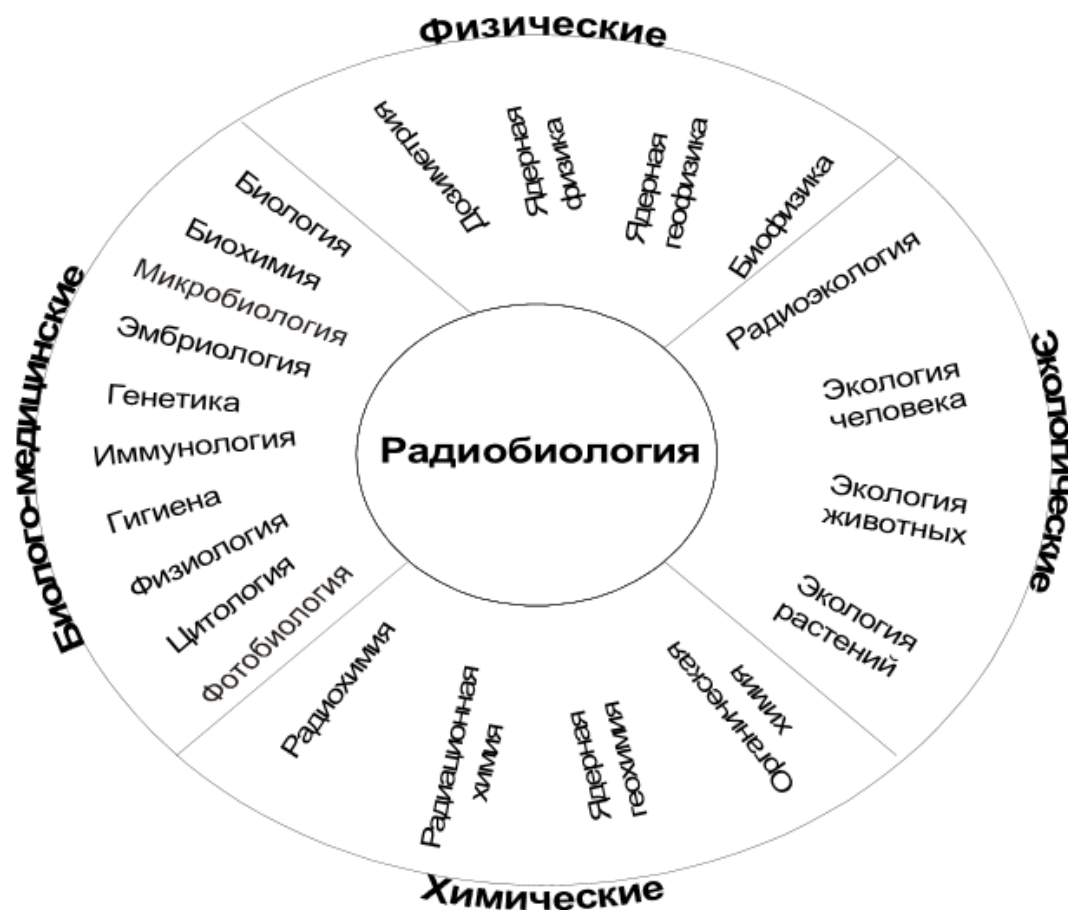 Физические
Дозиметрия
Ядерная
физика
Ядерная
геофизика
Биофизика
Экологические
Радиоэкология
Экология
человека
Экология
животных
Экология
растений
Химические
Органическая
химия
Ядерная
геохимия
Радиационная
химия
Радиохимия
Биолого-медицинские
Биология
Биохимия
Микробиология
Эмбриология
Генетика
Иммунология
Гигиена
Физиология
Цитология
Фотобиология
Радиобиология